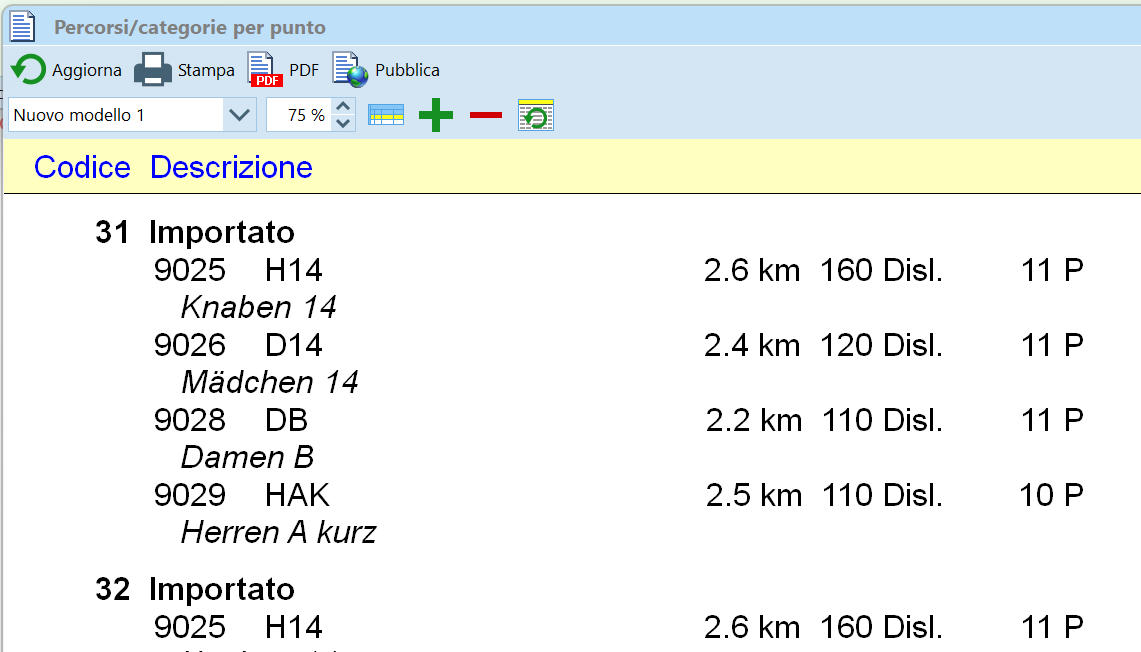 Percorsi/categorie per punto
Aggiorna Stampa PDF PDF Pubblica
Nuovo modello 1 75 %
Codice Descrizione
31 Importato
9025 H14 2.6 km 160 Disl. 11 P
Knaben 14
9026 D14 2.4 km 120 Disl. 11 P
Mädchen 14
9028 DB 2.2 km 110 Disl. 11 P
Damen B
9029 HAK 2.5 km 110 Disl. 10 P
Herren A kurz
32 Importato
9025 H14 2.6 km 160 Disl. 11 P